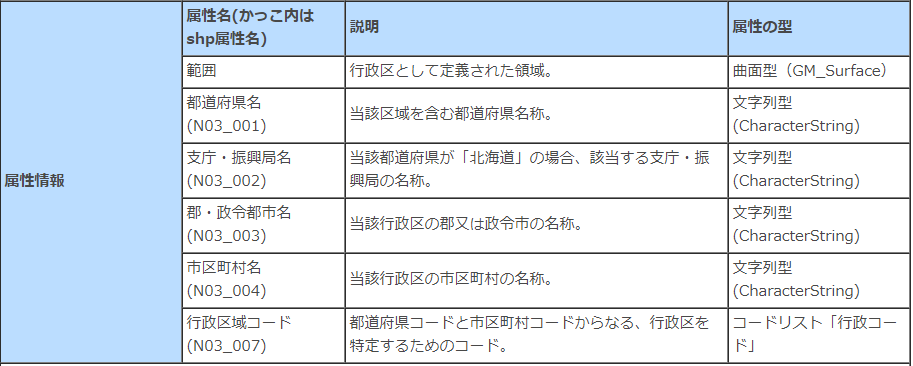 属性情報
属性名(かっこ内は
shp属性名)
説明
属性の型
範囲
行政区として定義された領域。
曲面型（GM_Surface）
都道府県名
(N03_001)
当該区域を含む都道府県名称。
文字列型
(CharacterString)
支庁・振興局名
(N03_002)
当該都道府県が「北海道」の場合、該当する支庁・振
興局の名称。
文字列型
(CharacterString)
郡・政令都市名
(N03_003)
当該行政区の郡又は政令市の名称。
文字列型
(CharacterString)
市区町村名
(N03_004)
当該行政区の市区町村の名称。
文字列型
(CharacterString)
行政区域コード
(N03_007)
都道府県コードと市区町村コードからなる、行政区を
特定するためのコード。
コードリスト「行政コー
ド」